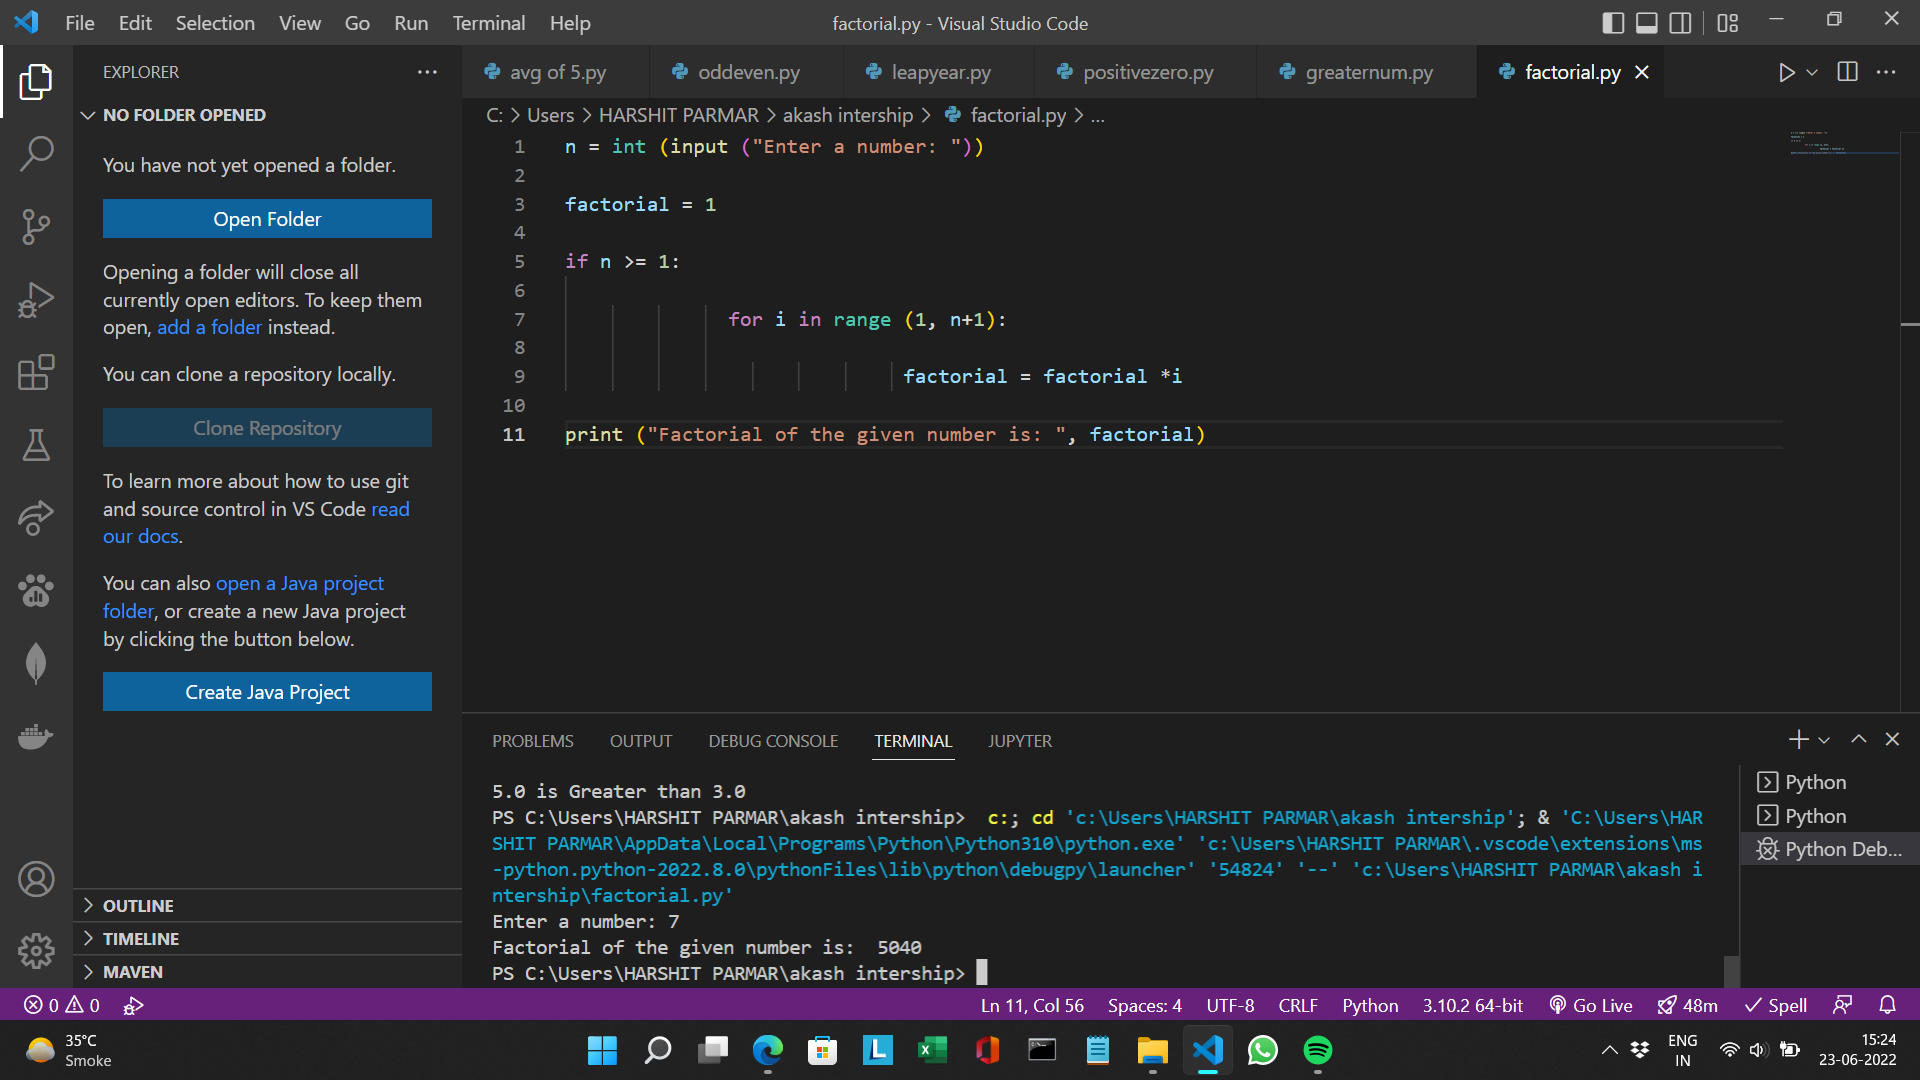 File Edit Selection View Go Run Terminal Help
factorial.py - Visual Studio Code
EXPLORER
NO FOLDER OPENED
You have not yet opened a folder.
Open Folder
Opening a folder will close all
currently open editors. To keep them
open, add a folder instead.
You can clone a repository locally.
Clone Repository
To learn more about how to use git
and source control in VS Code read
our docs.
You can also open a Java project
folder, or create a new Java project
by clicking the button below.
Create Java Project
OUTLINE
TIMELINE
MAVEN
avg of 5.py oddeven.py leapyear.py positivezero.py greaternum.py factorial.py
C: > Users > HARSHIT PARMAR > akash intership > factorial.py > ...
1 n = int (input ("Enter a number: "))
2
3 factorial = 1
4
5 if n >= 1:
6
7 for i in range (1, n+1):
8
9 factorial = factorial *i
10
11 print ("Factorial of the given number is: ", factorial)
PROBLEMS OUTPUT DEBUG CONSOLE TERMINAL JUPYTER
5.0 is Greater than 3.0
PS C:\Users\HARSHIT PARMAR\akash intership>  c:; cd 'c:\Users\HARSHIT PARMAR\akash intership'; & 'C:\Users\HAR
SHIT PARMAR\AppData\Local\Programs\Python\Python310\python.exe' 'c:\Users\HARSHIT PARMAR\.vscode\extensions\ms
-python.python-2022.8.0\pythonFiles\lib\python\debugpy\launcher' '54824' '--' 'c:\Users\HARSHIT PARMAR\akash i
ntership\factorial.py'
Enter a number: 7
Factorial of the given number is:  5040
PS C:\Users\HARSHIT PARMAR\akash intership>
Python
Python
Python Deb...
0 0
Ln 11, Col 56 Spaces: 4 UTF-8 CRLF Python 3.10.2 64-bit Go Live 48m Spell
35°C
Smoke
ENG
IN
15:24
23-06-2022